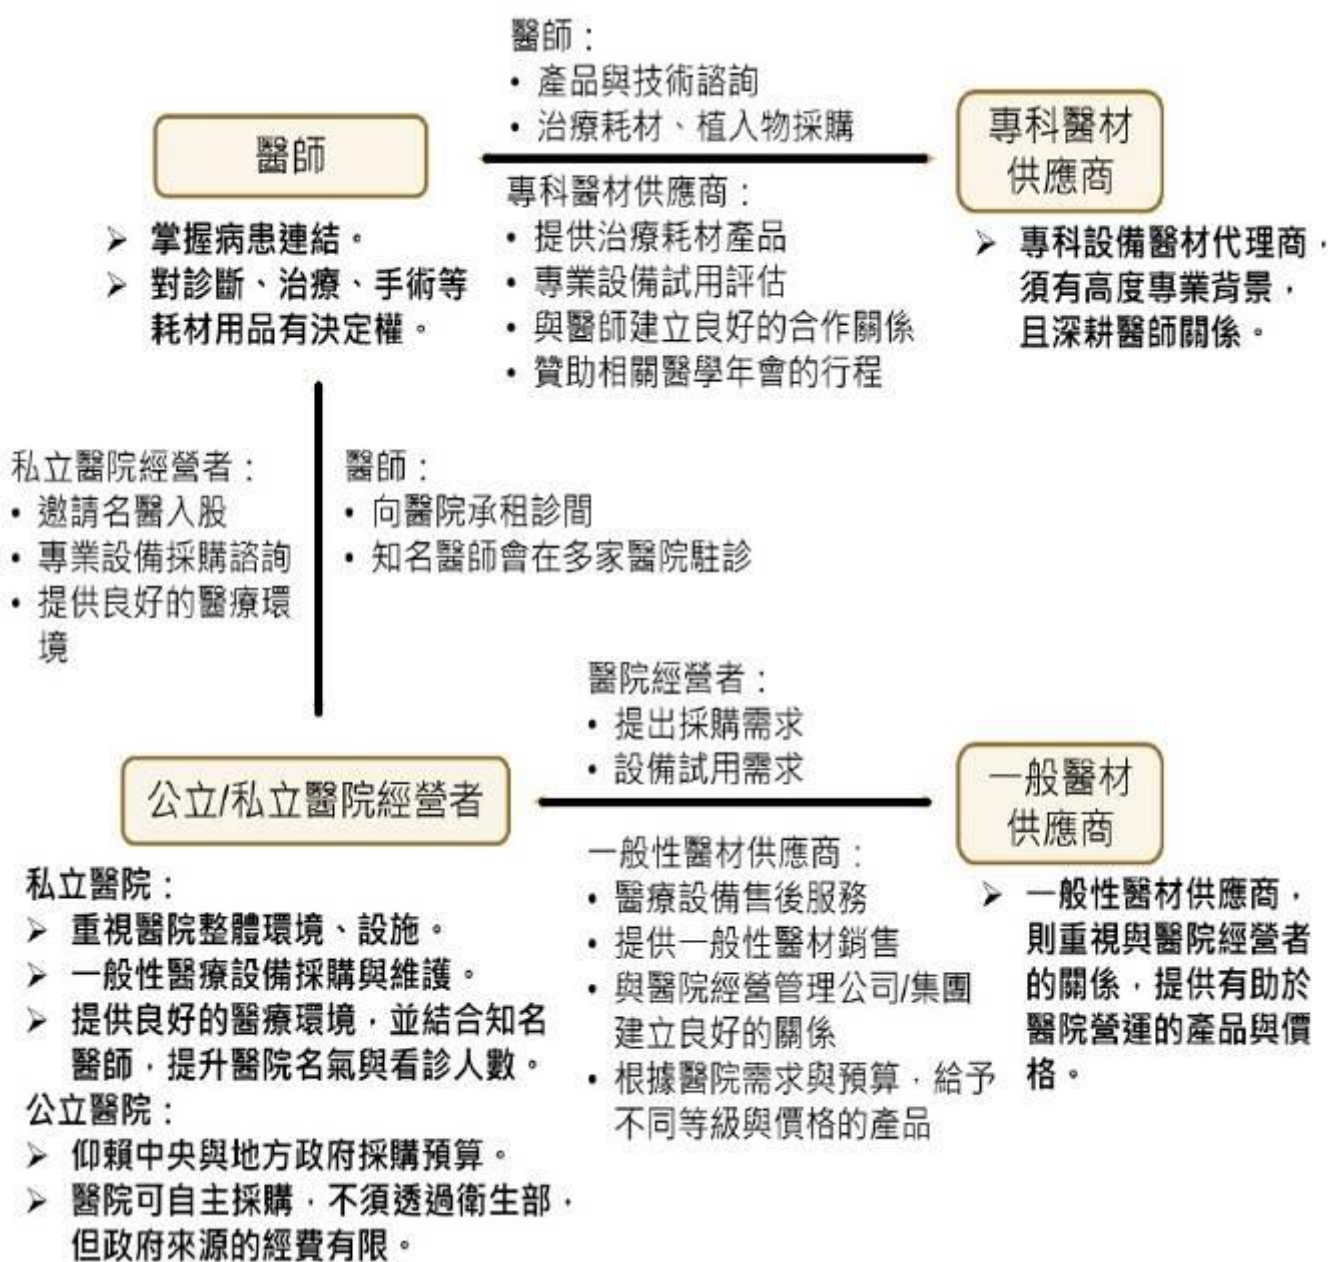 醫師：
• 產品與技術諮詢
• 治療耗材、植入物採購
醫師
專科醫材
供應商
專科醫材供應商：
• 提供治療耗材產品
• 專業設備試用評估
• 與醫師建立良好的合作關係
• 贊助相關醫學年會的行程
➢ 掌握病患連結。
➢ 對診斷、治療、手術等
耗材用品有決定權。
➢ 專科設備醫材代理商，
須有高度專業背景，
且深耕醫師關係。
私立醫院經營者：
• 邀請名醫入股
• 專業設備採購諮詢
• 提供良好的醫療環
境
醫師：
• 向醫院承租診間
• 知名醫師會在多家醫院駐診
醫院經營者：
• 提出採購需求
• 設備試用需求
公立/私立醫院經營者
一般醫材
供應商
一般性醫材供應商：
• 醫療設備售後服務
• 提供一般性醫材銷售
• 與醫院經營管理公司/集團
建立良好的關係
• 根據醫院需求與預算，給予
不同等級與價格的產品
➢ 一般性醫材供應商，
則重視與醫院經營者
的關係，提供有助於
醫院營運的產品與價
格。
私立醫院：
➢ 重視醫院整體環境、設施。
➢ 一般性醫療設備採購與維護。
➢ 提供良好的醫療環境，並結合知名
醫師，提升醫院名氣與看診人數。
公立醫院：
➢ 仰賴中央與地方政府採購預算。
➢ 醫院可自主採購，不須透過衛生部，
但政府來源的經費有限。